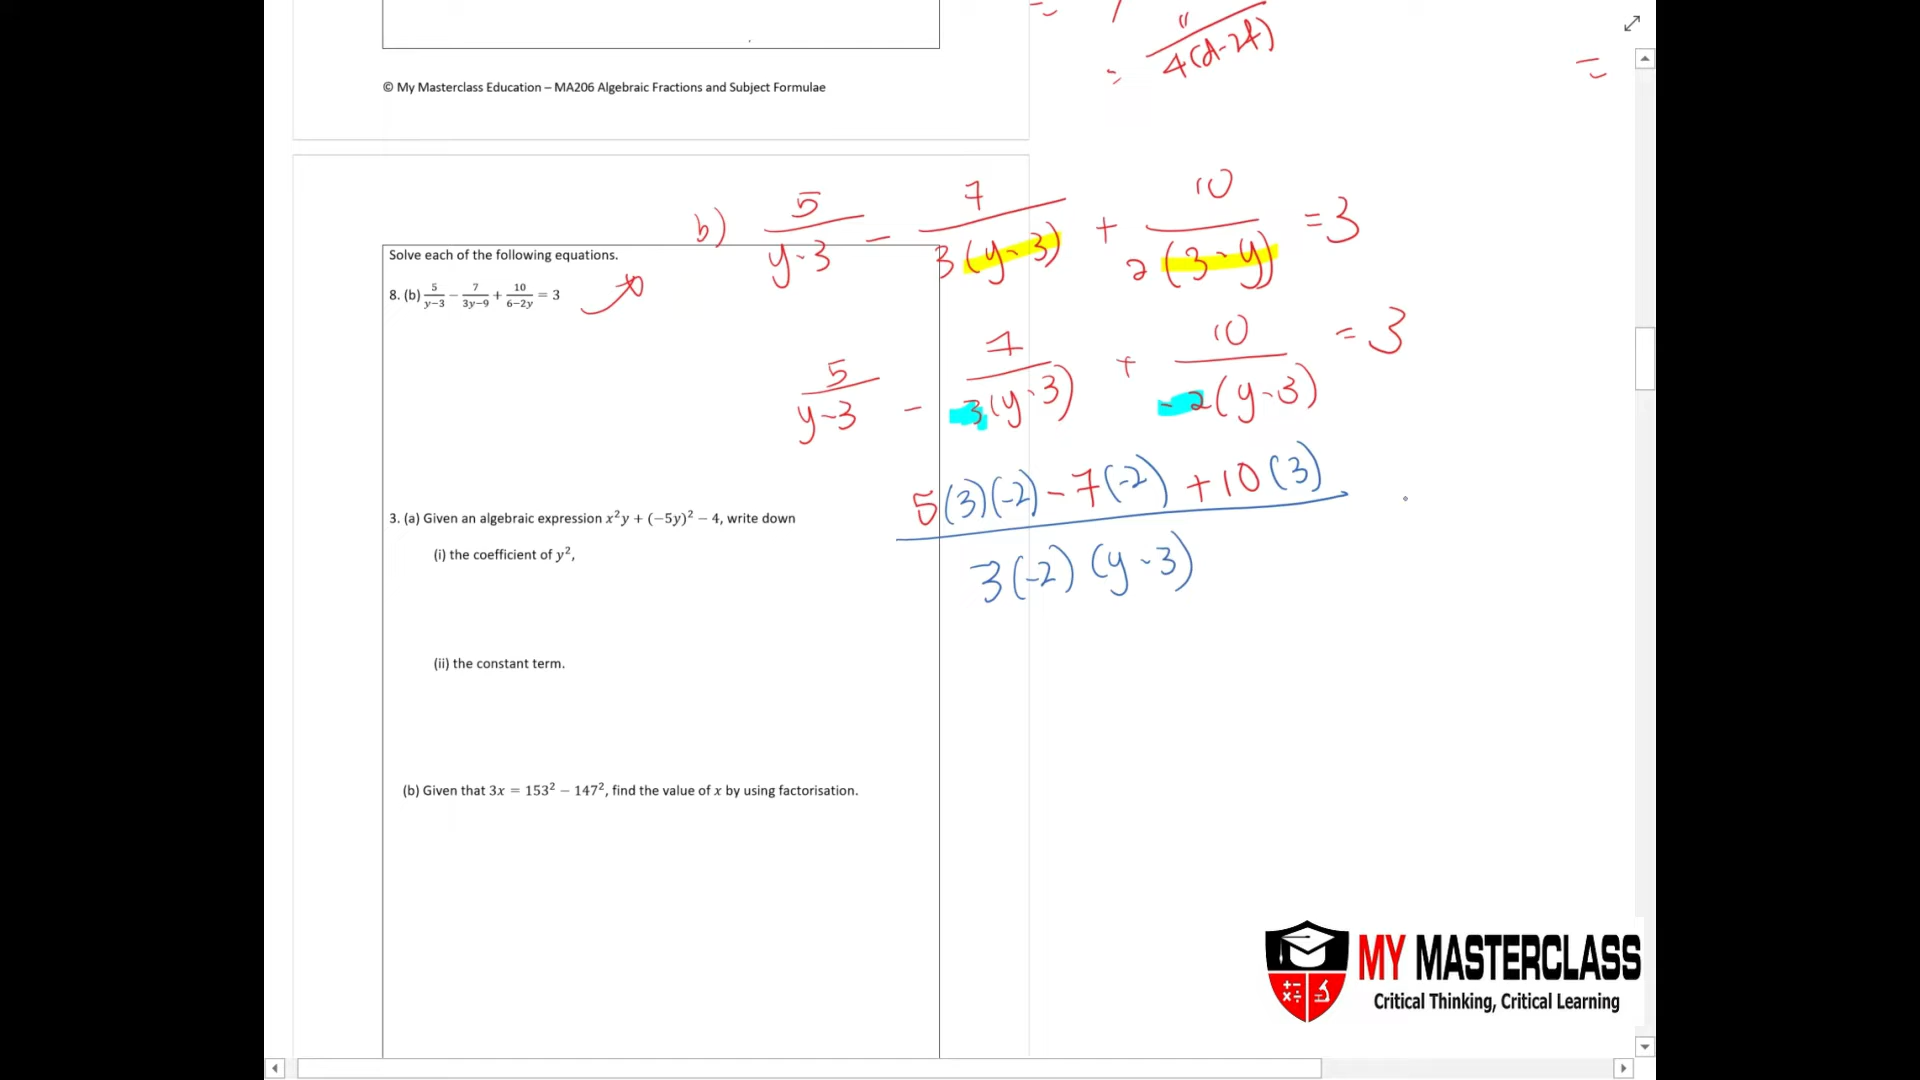 =
4(d-2f)
=
=
© My Masterclass Education – MA206 Algebraic Fractions and Subject Formulae
b) 5/(y-3) - 7/(3(y-3)) + 10/(2(3-y)) = 3
Solve each of the following equations.
8. (b) 5/(y−3) − 7/(3y−9) + 10/(6−2y) = 3
5/(y-3) - 7/(3(y-3)) + 10/(-2(y-3)) = 3
5(3)(-2) - 7(-2) + 10(3)
3(-2)(y-3)
3. (a) Given an algebraic expression x²y + (−5y)² − 4, write down
(i) the coefficient of y²,
(ii) the constant term.
(b) Given that 3x = 153² − 147², find the value of x by using factorisation.
MY MASTERCLASS
Critical Thinking, Critical Learning